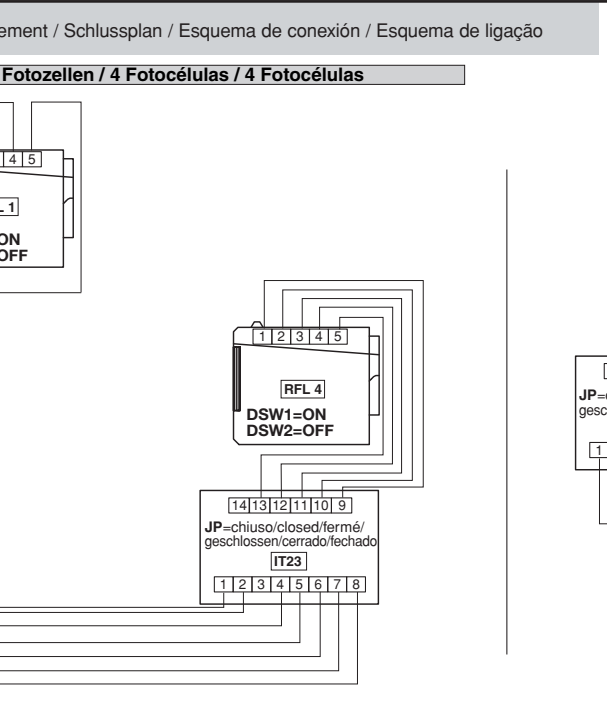 ement / Schlussplan / Esquema de conexión / Esquema de ligação
Fotozellen / 4 Fotocélulas / 4 Fotocélulas
4 5
L 1
ON
OFF
1 2 3 4 5
RFL 4
DSW1=ON
DSW2=OFF
14 13 12 11 10 9
JP=chiuso/closed/fermé/
geschlossen/cerrado/fechado
IT23
1 2 3 4 5 6 7 8
JP=
gesc
1